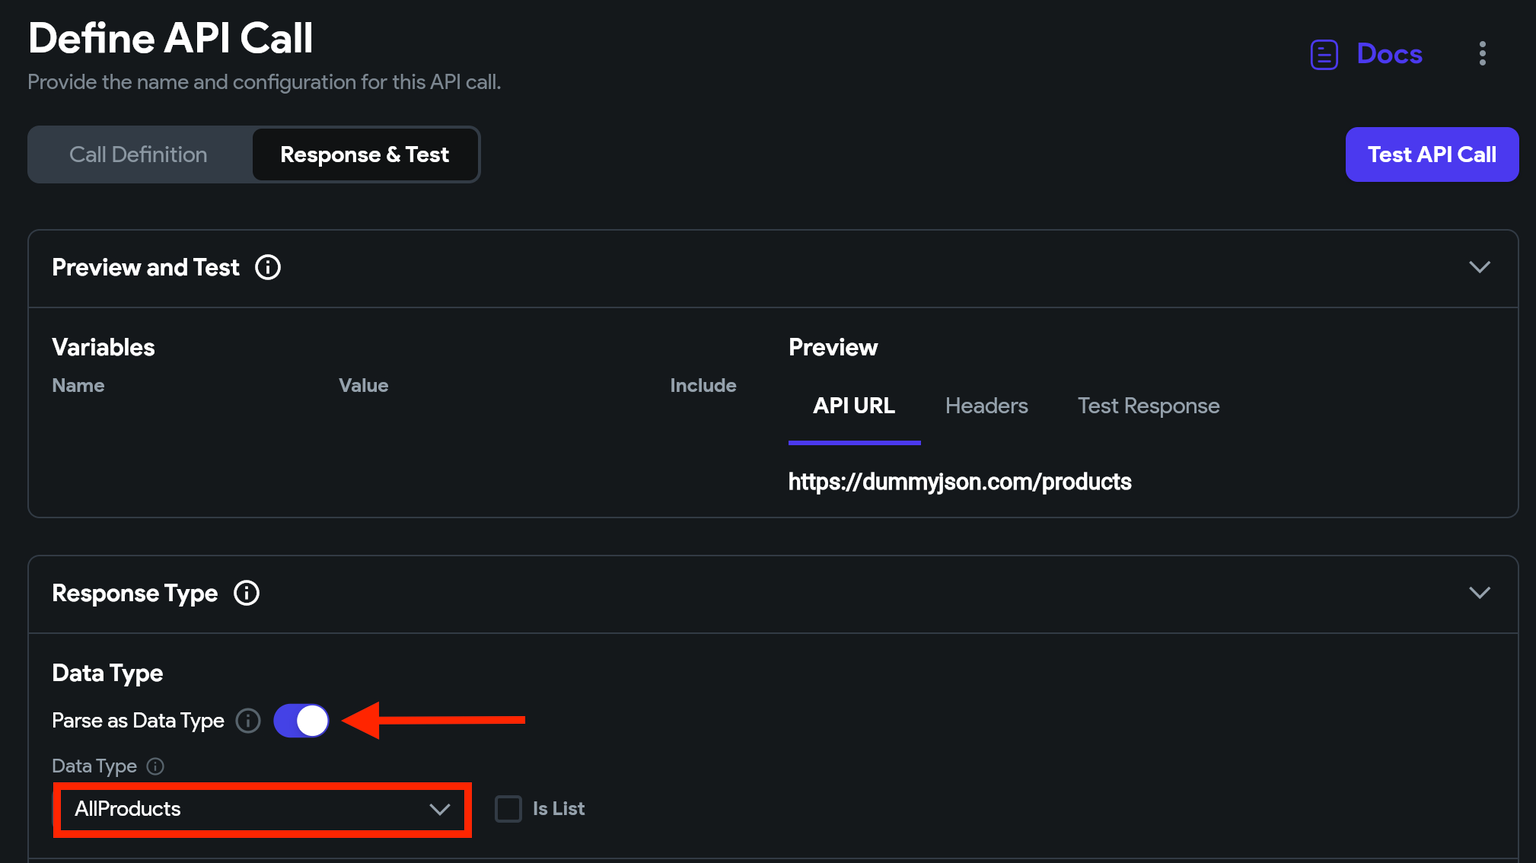 Define API Call
Docs
Provide the name and configuration for this API call.
Call Definition
Response & Test
Test API Call
Preview and Test
Variables
Name
Value
Include
Preview
API URL
Headers
Test Response
https://dummyjson.com/products
Response Type
Data Type
Parse as Data Type
Data Type
AllProducts
Is List